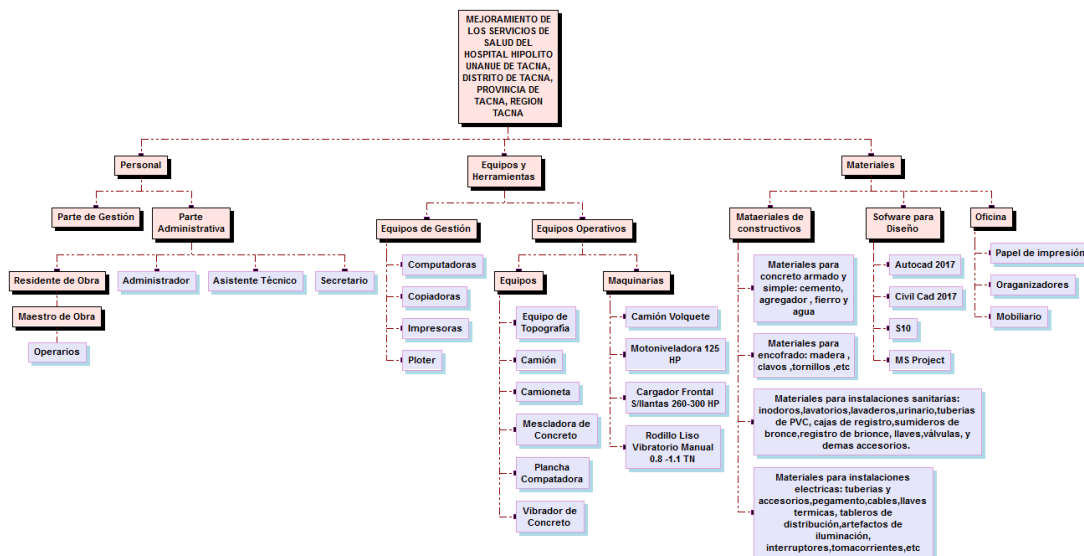 MEJORAMIENTO DE
LOS SERVICIOS DE
SALUD DEL
HOSPITAL HIPOLITO
UNANUE DE TACNA,
DISTRITO DE TACNA,
PROVINCIA DE
TACNA, REGION
TACNA
Personal
Equipos y
Herramientas
Materiales
Parte de Gestión
Parte
Administrativa
Residente de Obra
Administrador
Asistente Técnico
Secretario
Maestro de Obra
Operarios
Equipos de Gestión
Computadoras
Copiadoras
Impresoras
Ploter
Equipos Operativos
Equipos
Equipo de
Topografia
Camión
Camioneta
Mescladora de
Concreto
Plancha
Compatadora
Vibrador de
Concreto
Maquinarias
Camión Volquete
Motoniveladora 125
HP
Cargador Frontal
S/llantas 260-300 HP
Rodillo Liso
Vibratorio Manual
0.8 -1.1 TN
Mataeriales de
constructivos
Materiales para
concreto armado y
simple: cemento,
agregador , fierro y
agua
Materiales para
encofrado: madera ,
clavos ,tornillos ,etc
Materiales para instalaciones sanitarias:
inodoros,lavatorios,lavaderos,urinario,tuberias
de PVC, cajas de registro,sumideros de
bronce,registro de brionce, llaves,válvulas, y
demas accesorios.
Materiales para instalaciones
electricas: tuberias y
accesorios,pegamento,cables,llaves
termicas, tableros de
distribución,artefactos de
iluminación,
interruptores,tomacorrientes,etc
Sofware para
Diseño
Autocad 2017
Civil Cad 2017
S10
MS Project
Oficina
Papel de impresión
Oraganizadores
Mobiliario